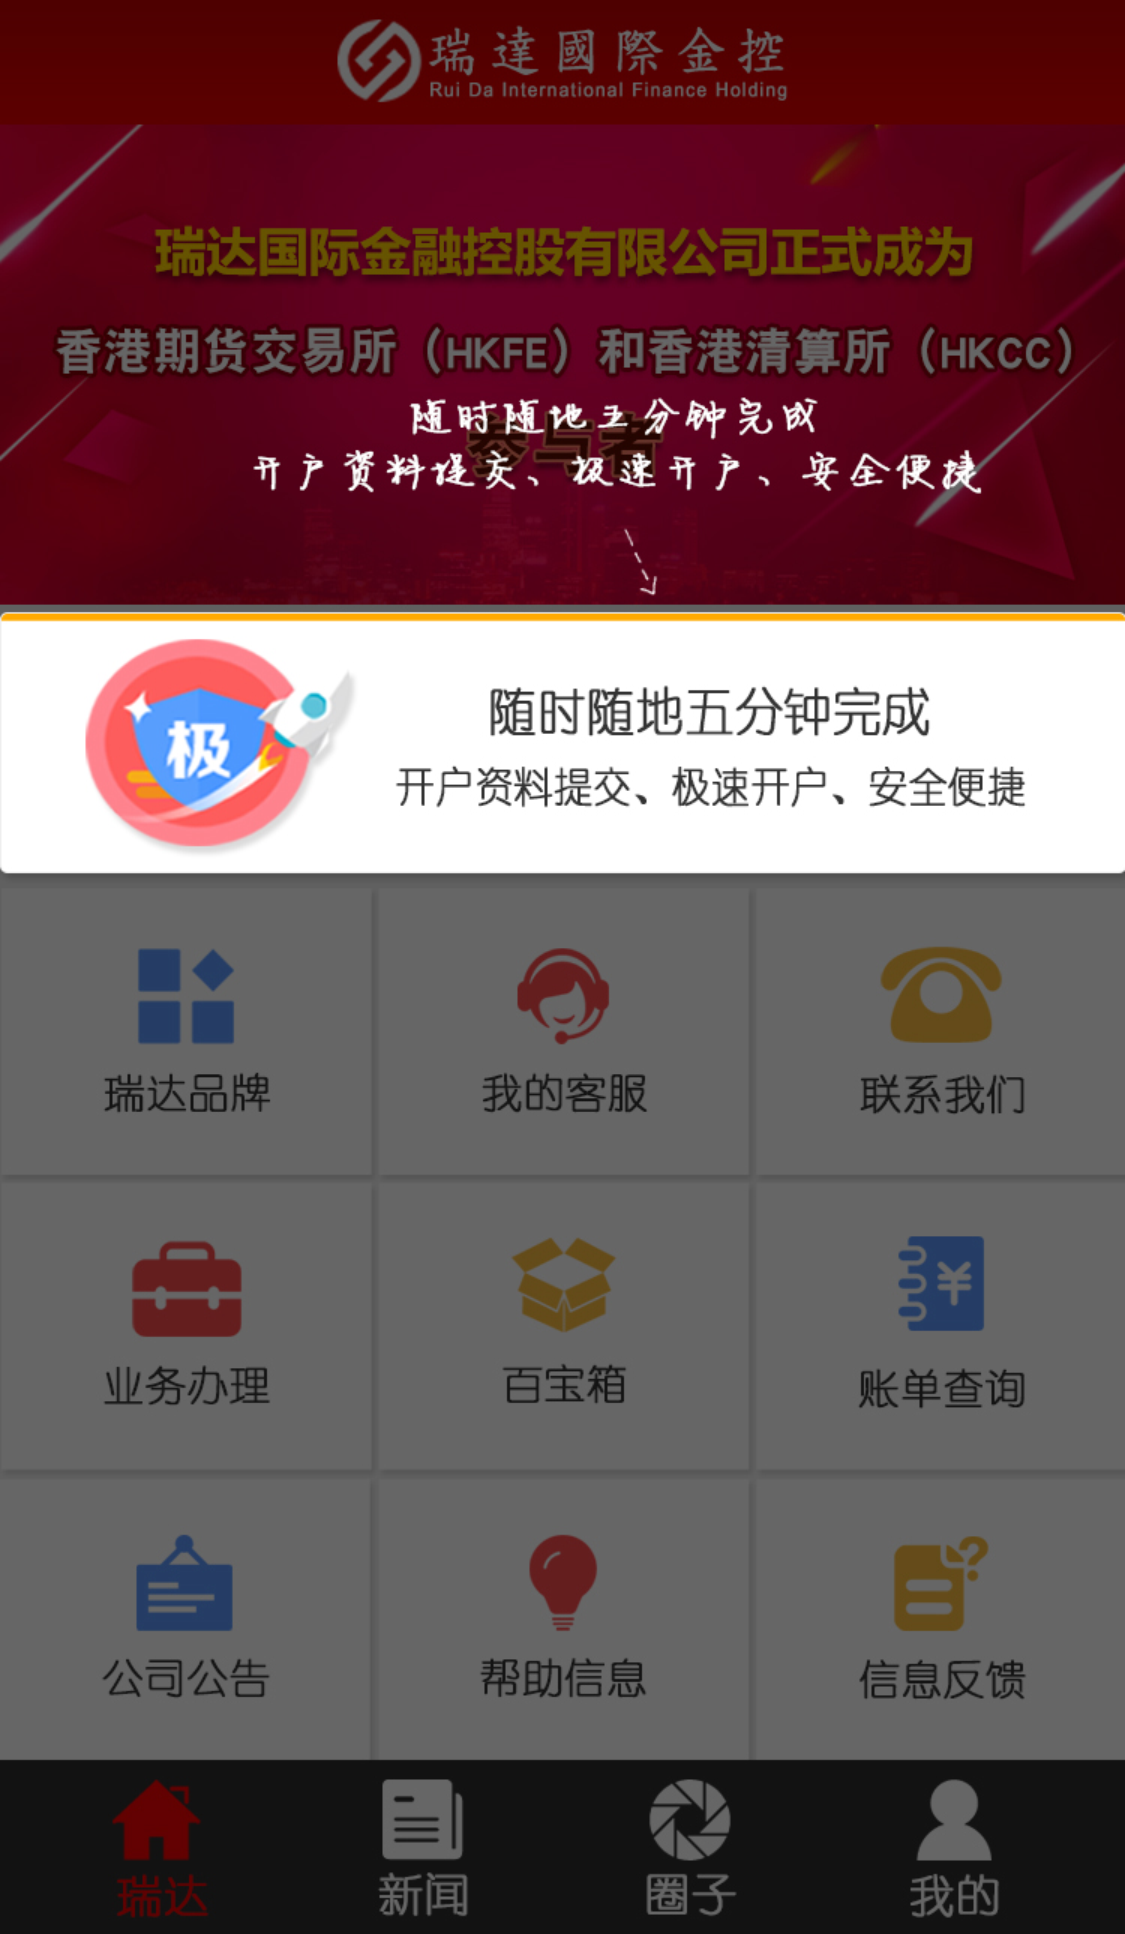 瑞達國際金控
Rui Da International Finance Holding
瑞达国际金融控股有限公司正式成为
香港期货交易所（HKFE）和香港清算所（HKCC）
参与者
随时随地五分钟完成
开户资料提交、极速开户、安全便捷
极
随时随地五分钟完成
开户资料提交、极速开户、安全便捷
瑞达品牌
我的客服
联系我们
业务办理
百宝箱
账单查询
公司公告
帮助信息
信息反馈
瑞达
新闻
圈子
我的